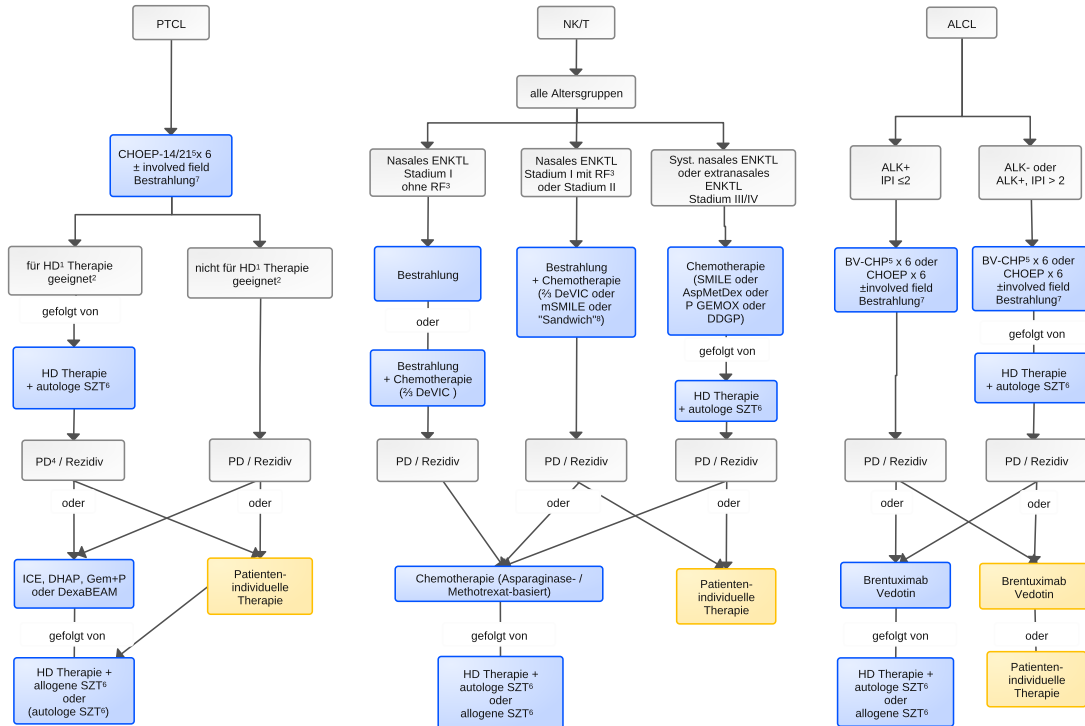 PTCL
CHOEP-14/21⁵x 6
± involved field
Bestrahlung⁷
für HD¹ Therapie
geeignet²
nicht für HD¹ Therapie
geeignet²
gefolgt von
HD Therapie
+ autologe SZT⁶
PD⁴ / Rezidiv
PD / Rezidiv
oder
oder
ICE, DHAP, Gem+P
oder DexaBEAM
Patienten-
individuelle
Therapie
gefolgt von
HD Therapie +
allogene SZT⁶
oder
(autologe SZT⁶)
NK/T
alle Altersgruppen
Nasales ENKTL
Stadium I
ohne RF³
Nasales ENKTL
Stadium I mit RF³
oder Stadium II
Syst. nasales ENKTL
oder extranasales
ENKTL
Stadium III/IV
Bestrahlung
oder
Bestrahlung
+ Chemotherapie
(⅔ DeVIC )
Bestrahlung
+ Chemotherapie
(⅔ DeVIC oder
mSMILE oder
"Sandwich"⁸)
Chemotherapie
(SMILE oder
AspMetDex oder
P GEMOX oder
DDGP)
gefolgt von
HD Therapie
+ autologe SZT⁶
PD / Rezidiv
PD / Rezidiv
PD / Rezidiv
oder
oder
Chemotherapie (Asparaginase- /
Methotrexat-basiert)
Patienten-
individuelle
Therapie
gefolgt von
HD Therapie +
autologe SZT⁶
oder
allogene SZT⁶
ALCL
ALK+
IPI ≤2
ALK- oder
ALK+, IPI > 2
BV-CHP⁵ x 6 oder
CHOEP x 6
±involved field
Bestrahlung⁷
BV-CHP⁵ x 6 oder
CHOEP x 6
±involved field
Bestrahlung⁷
gefolgt von
HD Therapie
+ autologe SZT⁶
PD / Rezidiv
PD / Rezidiv
oder
oder
Brentuximab
Vedotin
Brentuximab
Vedotin
gefolgt von
oder
HD Therapie +
autologe SZT⁶
oder
allogene SZT⁶
Patienten-
individuelle
Therapie